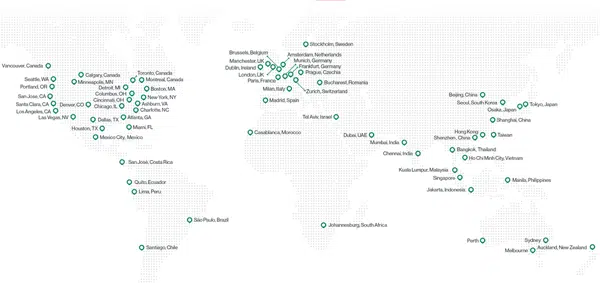 Stockholm, Sweden
Brussels, Belgium
Amsterdam, Netherlands
Manchester, UK
Munich, Germany
Dublin, Ireland
Frankfurt, Germany
London, UK
Prague, Czechia
Paris, France
Bucharest, Romania
Milan, Italy
Zurich, Switzerland
Madrid, Spain
Vancouver, Canada
Calgary, Canada
Toronto, Canada
Seattle, WA
Minneapolis, MN
Montreal, Canada
Portland, OR
Detroit, MI
Boston, MA
San Jose, CA
Columbus, OH
New York, NY
Santa Clara, CA
Denver, CO
Cincinnati, OH
Ashburn, VA
Los Angeles, CA
Chicago, IL
Charlotte, NC
Las Vegas, NV
Dallas, TX
Atlanta, GA
Houston, TX
Miami, FL
Mexico City, Mexico
San José, Costa Rica
Quito, Ecuador
Lima, Peru
São Paulo, Brazil
Santiago, Chile
Casablanca, Morocco
Tel Aviv, Israel
Dubai, UAE
Mumbai, India
Chennai, India
Johannesburg, South Africa
Beijing, China
Seoul, South Korea
Tokyo, Japan
Osaka, Japan
Shanghai, China
Hong Kong
Shenzhen, China
Taiwan
Bangkok, Thailand
Ho Chi Minh City, Vietnam
Kuala Lumpur, Malaysia
Singapore
Manila, Philippines
Jakarta, Indonesia
Perth
Sydney
Melbourne
Auckland, New Zealand